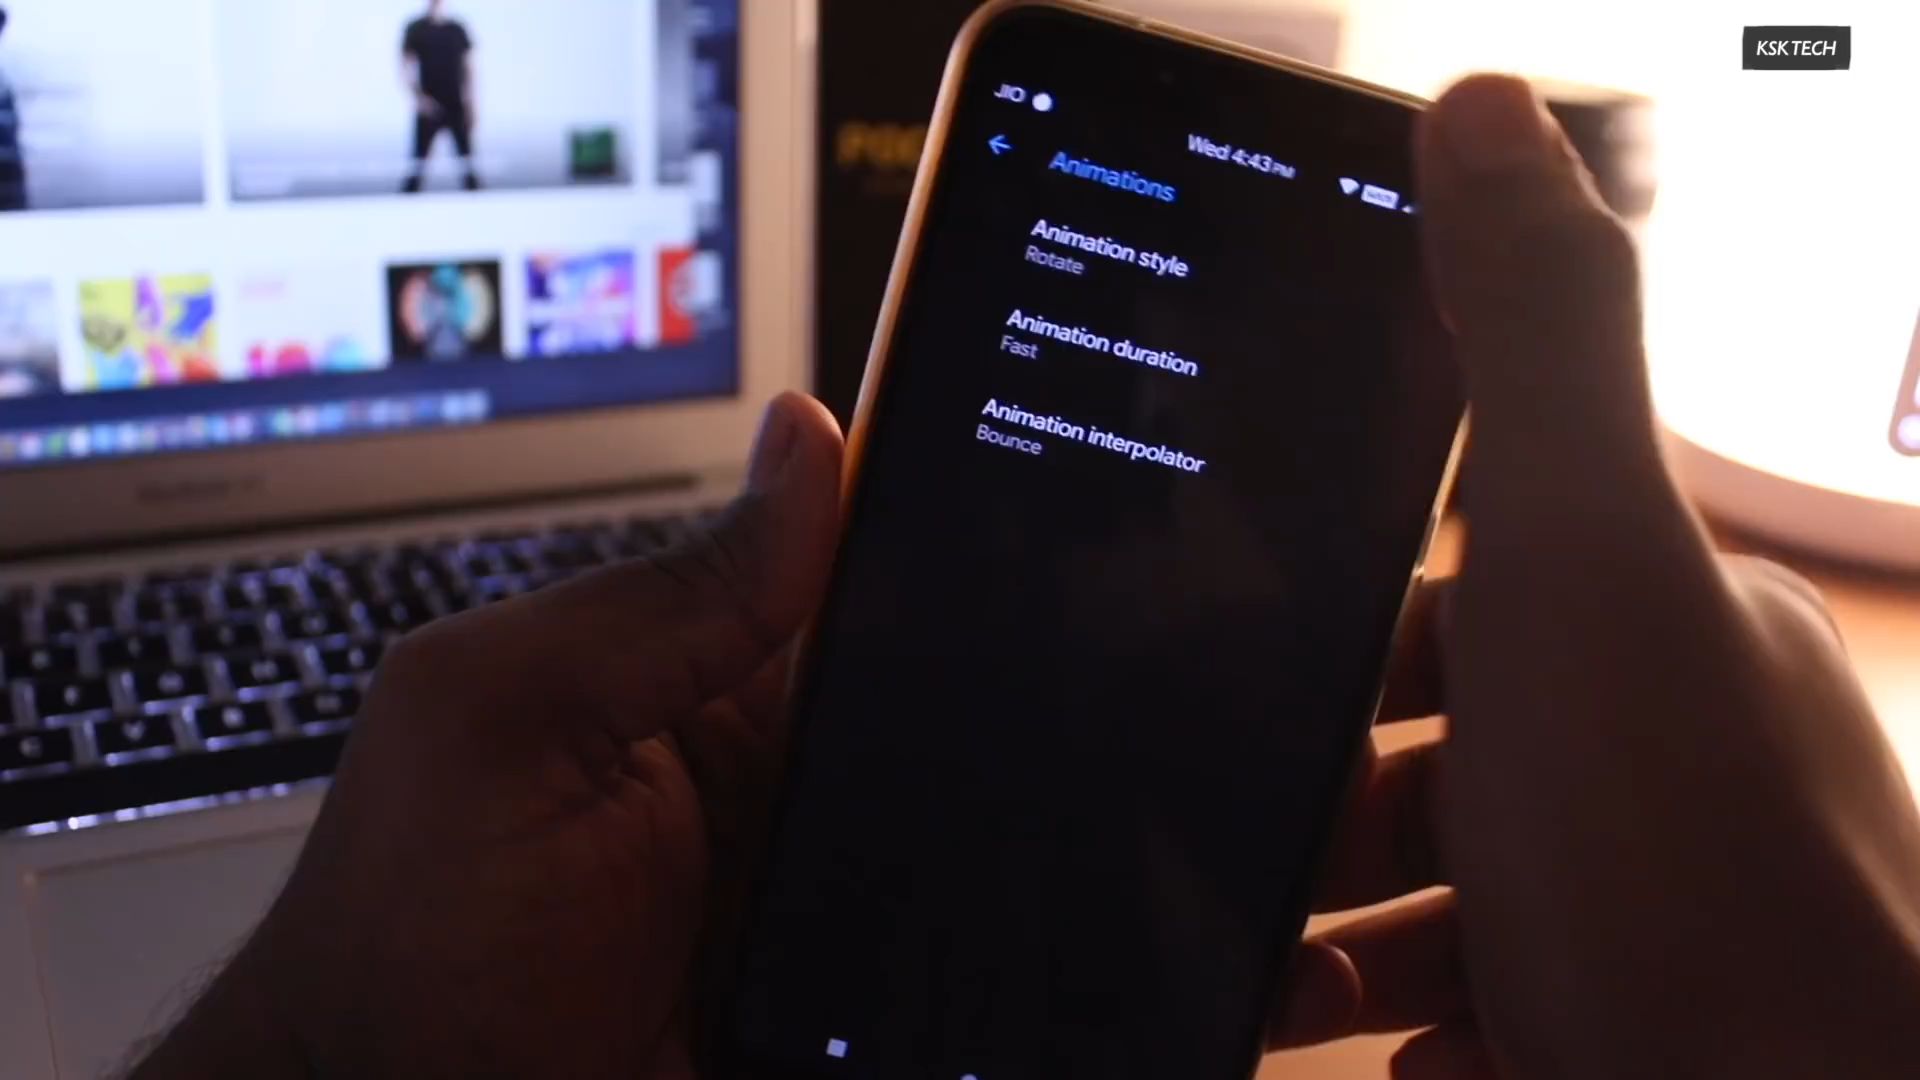 KSK TECH
JIO
Wed 4:43 PM
Animations
Animation style
Rotate
Animation duration
Fast
Animation interpolator
Bounce